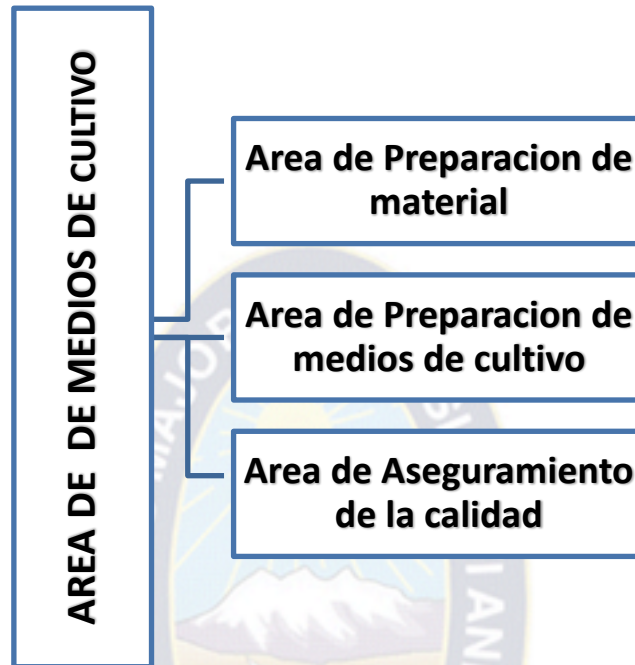 AREA DE DE MEDIOS DE CULTIVO
Area de Preparacion de
material
Area de Preparacion de
medios de cultivo
Area de Aseguramiento
de la calidad